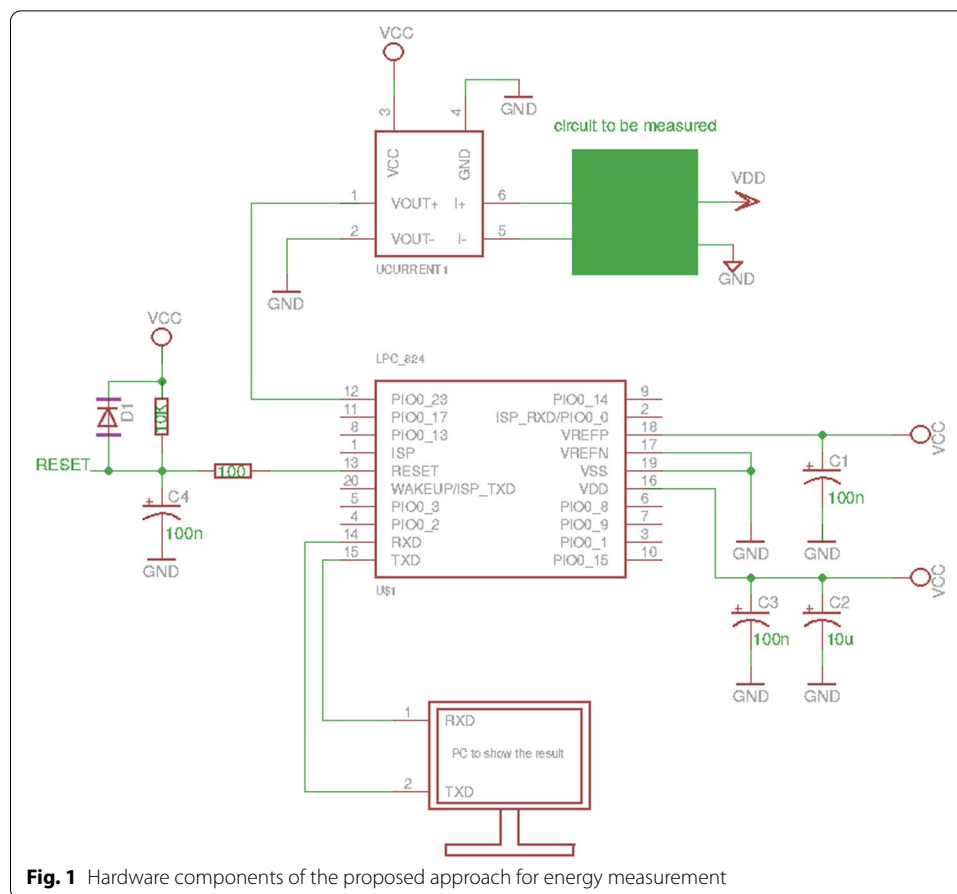 VCC
3
4
GND
VCC
GND
circuit to be measured
VDD
GND
1
VOUT+
I+
6
2
VOUT-
I-
5
UCURRENT1
GND
VCC
D1
10K
RESET
100
C4
100n
GND
LPC_824
12 PIO0_23
PIO0_14 9
11 PIO0_17
ISP_RXD/PIO0_0 2
8 PIO0_13
VREFP 18
1 ISP
VREFN 17
13 RESET
VSS 19
20 WAKEUP/ISP_TXD
VDD 16
5 PIO0_3
PIO0_8 6
4 PIO0_2
PIO0_9 7
14 RXD
PIO0_1 3
15 TXD
PIO0_15 10
U$1
VCC
C1
100n
GND
GND
VCC
C3
100n
C2
10u
GND
GND
1 RXD
PC to show the result
2 TXD
Fig. 1 Hardware components of the proposed approach for energy measurement